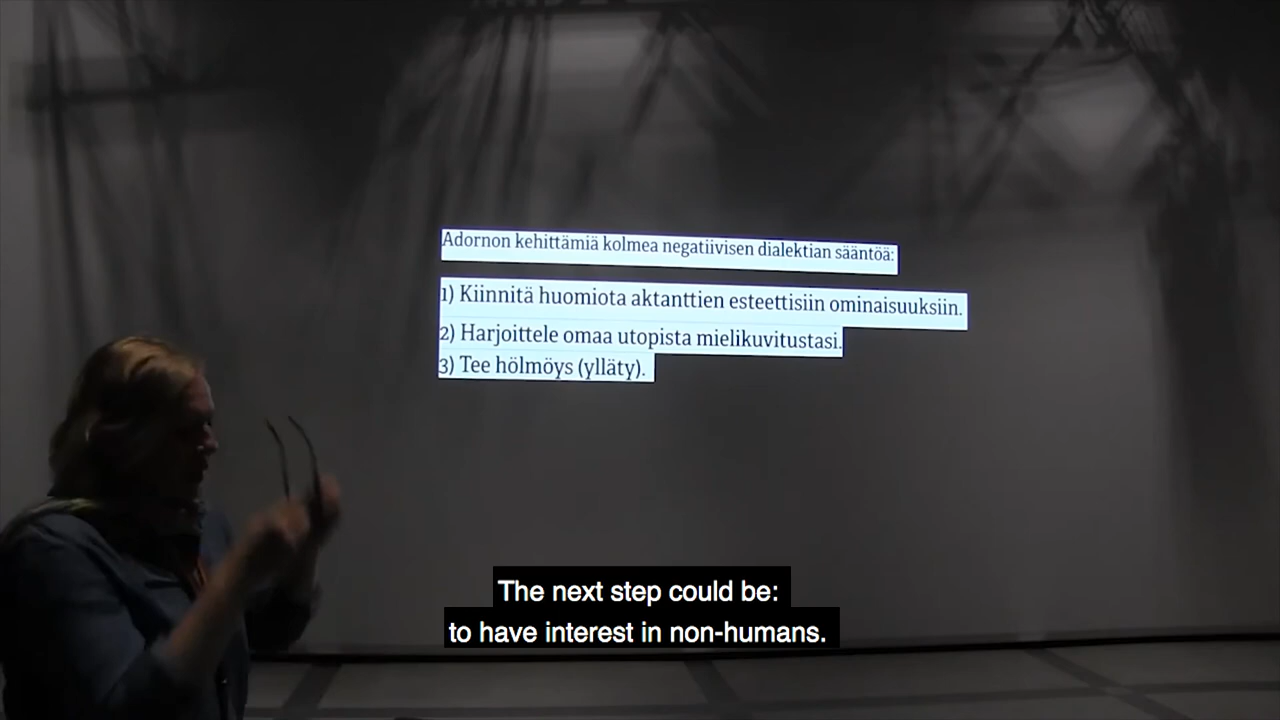 Adornon kehittämiä kolmea negatiivisen dialektian sääntöä:
1) Kiinnitä huomiota aktanttien esteettisiin ominaisuuksiin.
2) Harjoittele omaa utopista mielikuvitustasi.
3) Tee hölmöys (ylläty).
The next step could be:
to have interest in non-humans.